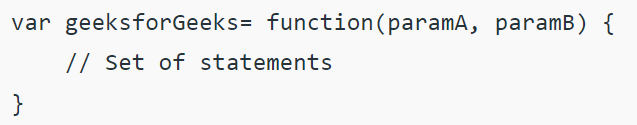 var geeksforGeeks= function(paramA, paramB) {
    // Set of statements
}